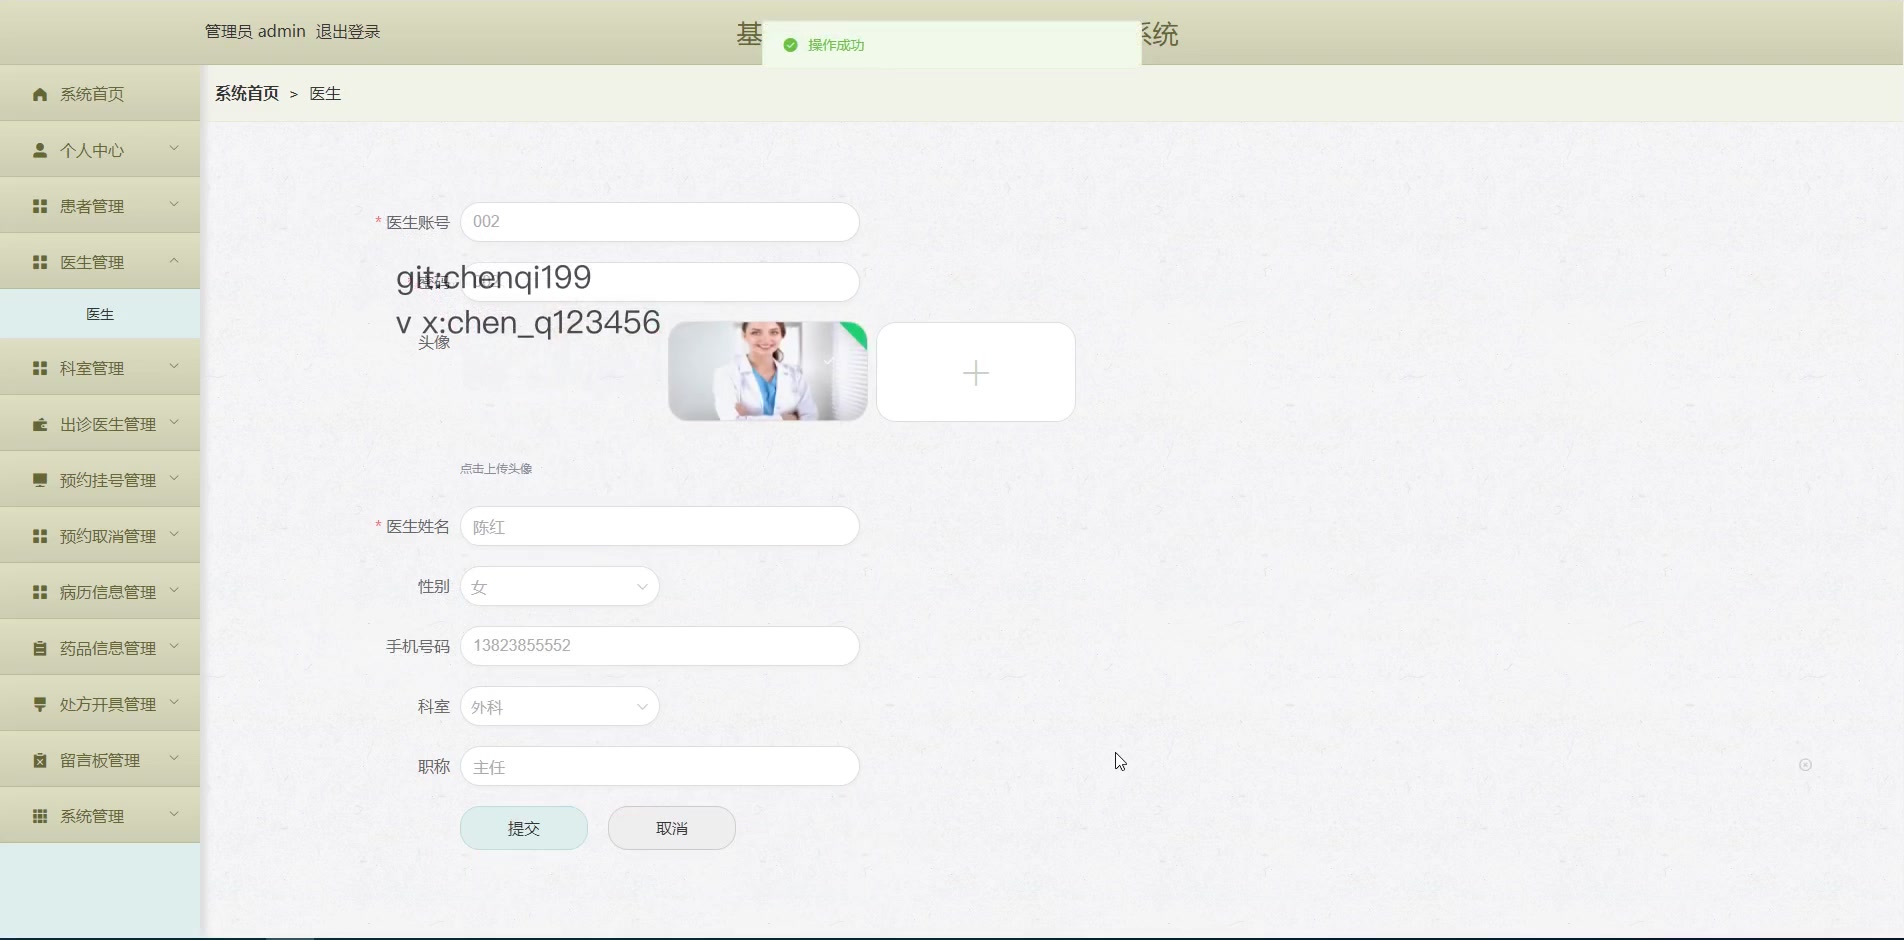 管理员 admin 退出登录
基
系统
操作成功
系统首页 > 医生
系统首页
个人中心
患者管理
医生管理
医生
科室管理
出诊医生管理
预约挂号管理
预约取消管理
病历信息管理
药品信息管理
处方开具管理
留言板管理
系统管理
* 医生账号 002
密码
git:chenqi199
v x:chen_q123456
头像
点击上传头像
* 医生姓名 陈红
性别 女
手机号码 13823855552
科室 外科
职称 主任
提交 取消